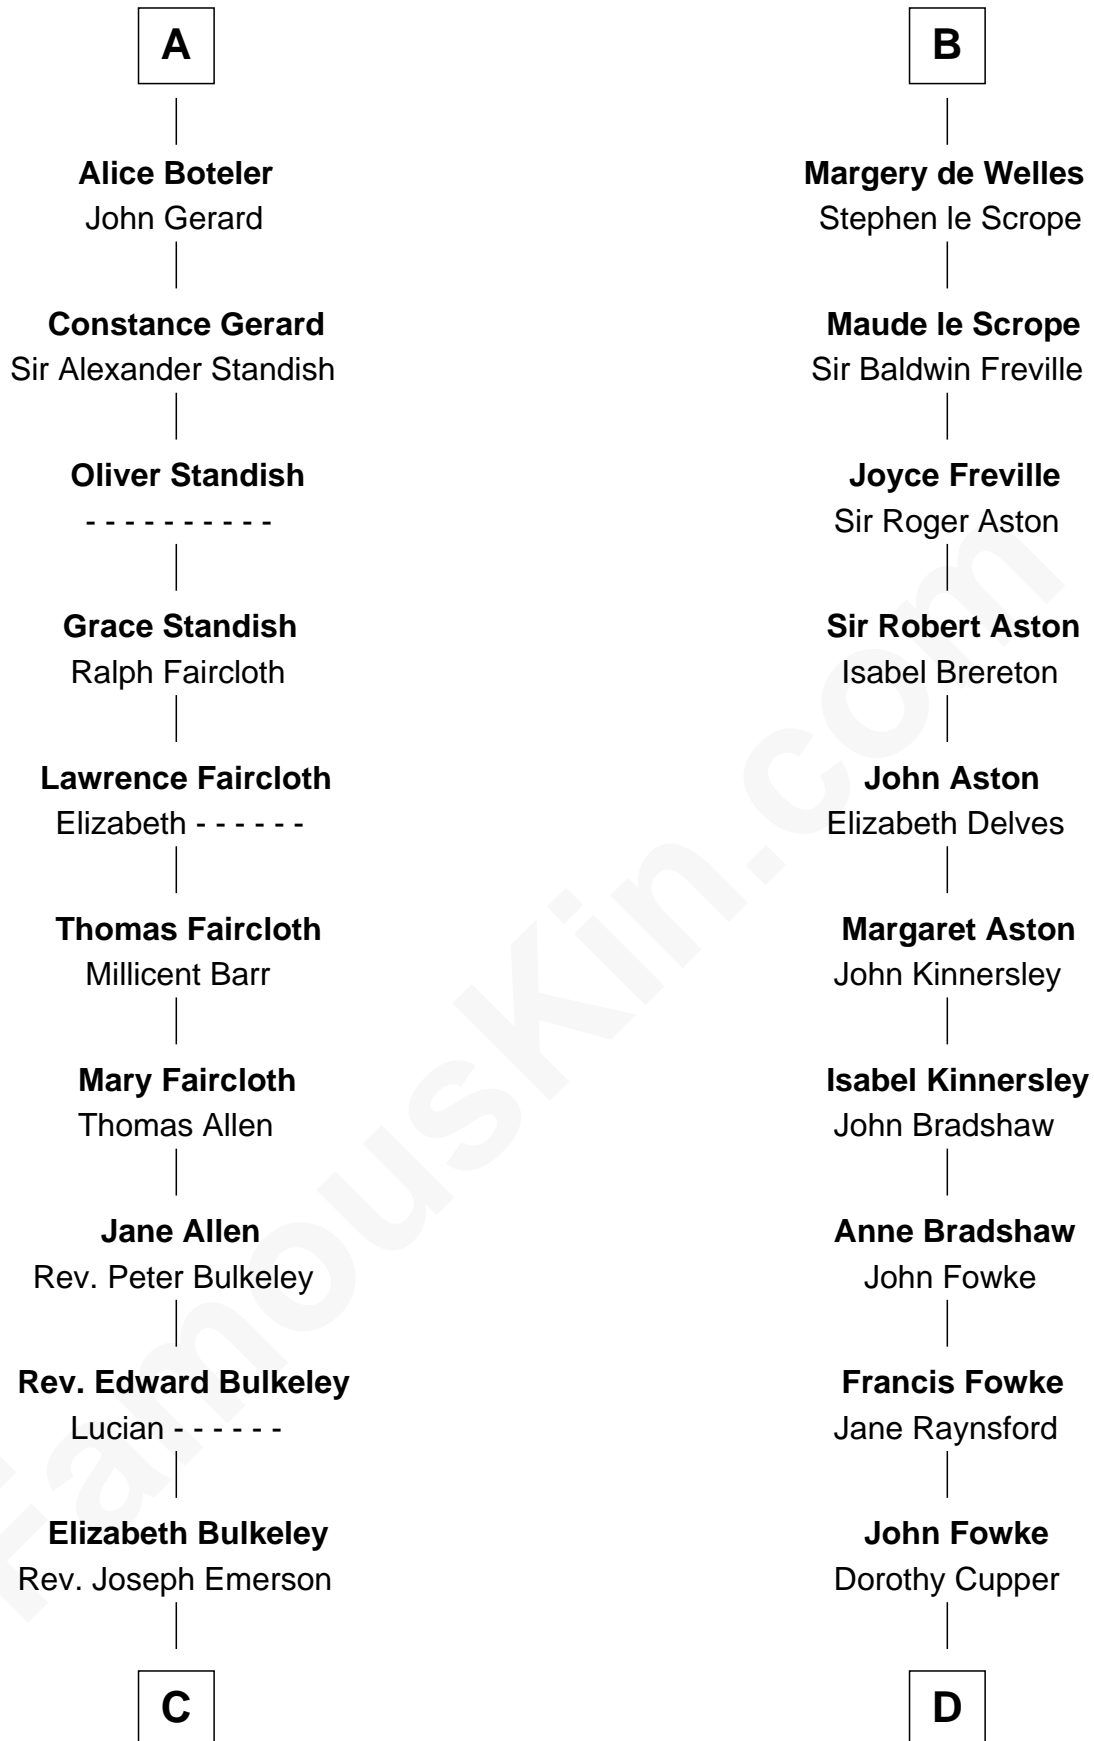 A
Alice Boteler
John Gerard
Constance Gerard
Sir Alexander Standish
Oliver Standish
- - - - - - - - - -
Grace Standish
Ralph Faircloth
Lawrence Faircloth
Elizabeth - - - - - -
Thomas Faircloth
Millicent Barr
Mary Faircloth
Thomas Allen
Jane Allen
Rev. Peter Bulkeley
Rev. Edward Bulkeley
Lucian - - - - - -
Elizabeth Bulkeley
Rev. Joseph Emerson
C
B
Margery de Welles
Stephen le Scrope
Maude le Scrope
Sir Baldwin Freville
Joyce Freville
Sir Roger Aston
Sir Robert Aston
Isabel Brereton
John Aston
Elizabeth Delves
Margaret Aston
John Kinnersley
Isabel Kinnersley
John Bradshaw
Anne Bradshaw
John Fowke
Francis Fowke
Jane Raynsford
John Fowke
Dorothy Cupper
D
FamousKin.com